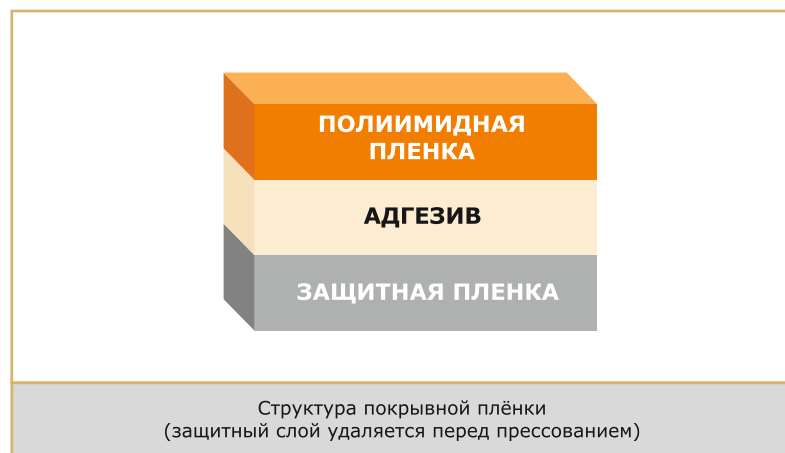 ПОЛИИМИДНАЯ
ПЛЕНКА
АДГЕЗИВ
ЗАЩИТНАЯ ПЛЕНКА
Структура покрывной плёнки
(защитный слой удаляется перед прессованием)